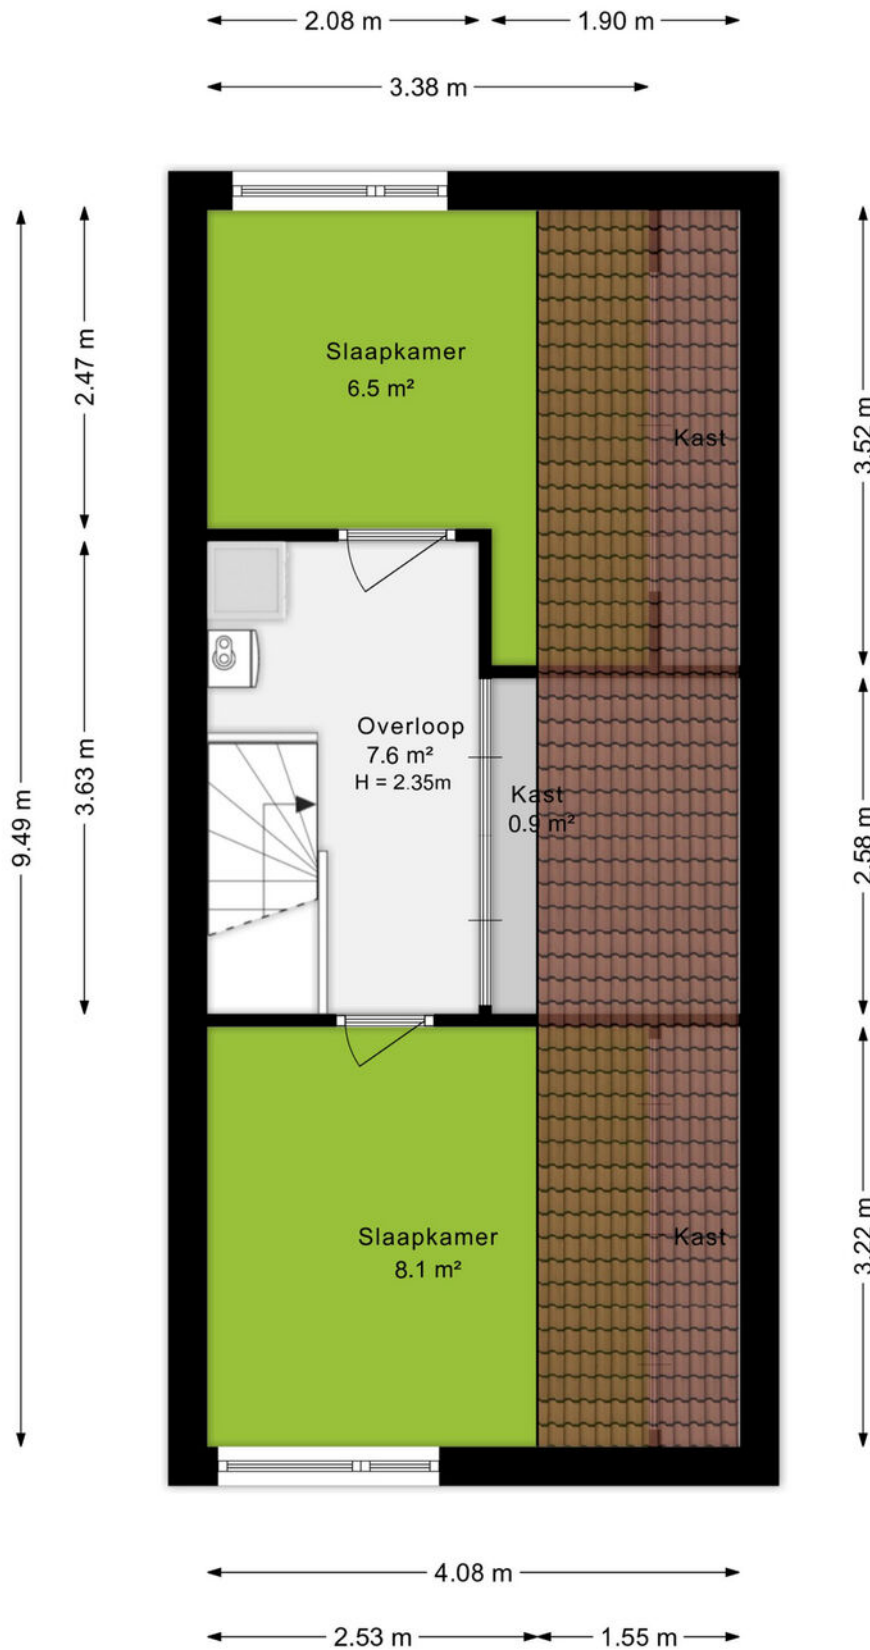 2.08 m
1.90 m
3.38 m
2.47 m
3.63 m
9.49 m
3.52 m
2.58 m
3.22 m
Slaapkamer
6.5 m²
Kast
Overloop
7.6 m²
H = 2.35m
Kast
0.9 m²
Slaapkamer
8.1 m²
Kast
4.08 m
2.53 m
1.55 m